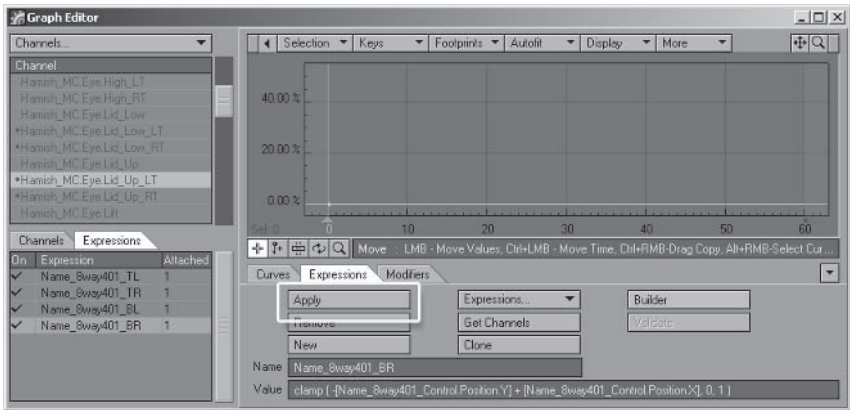 Graph Editor
Channels...
Selection Keys Footprints Autofit Display More
Channel
Hamish_MC.Eye.High_LT
Hamish_MC.Eye.High_RT
Hamish_MC.Eye.Lid_Low
•Hamish_MC.Eye.Lid_Low_LT
•Hamish_MC.Eye.Lid_Low_RT
Hamish_MC.Eye.Lid_Up
•Hamish_MC.Eye.Lid_Up_LT
•Hamish_MC.Eye.Lid_Up_RT
Hamish_MC.Eye.Lift
40.00 %
20.00 %
0.00 %
Sel: 0 0 10 20 30 40 50 60
Move : LMB - Move Values, Ctrl+LMB - Move Time, Ctrl+RMB-Drag Copy, Alt+RMB-Select Cur...
Channels Expressions
On Expression Attached
Name_8way401_TL 1
Name_8way401_TR 1
Name_8way401_BL 1
Name_8way401_BR 1
Curves Expressions Modifiers
Apply Expressions... Builder
Remove Get Channels Validate
New Clone
Name Name_8way401_BR
Value clamp ( -[Name_8way401_Control.Position.Y] + [Name_8way401_Control.Position.X], 0, 1 )